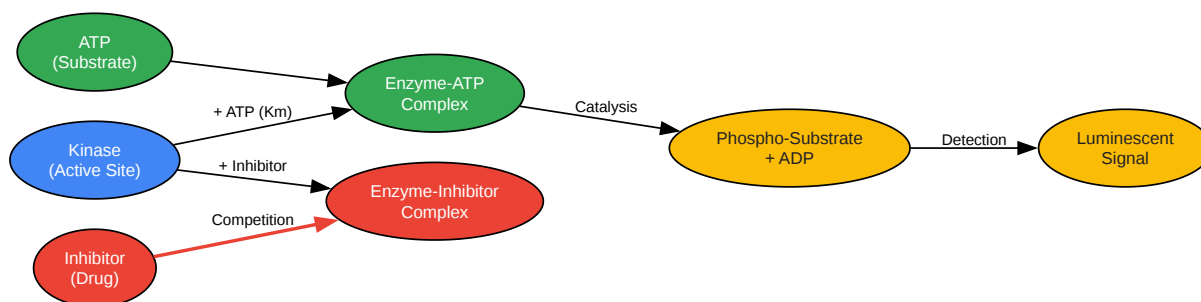 ATP
(Substrate)
Enzyme-ATP
Complex
+ ATP (Km)
Catalysis
Kinase
(Active Site)
+ Inhibitor
Phospho-Substrate
+ ADP
Detection
Luminescent
Signal
Enzyme-Inhibitor
Complex
Competition
Inhibitor
(Drug)